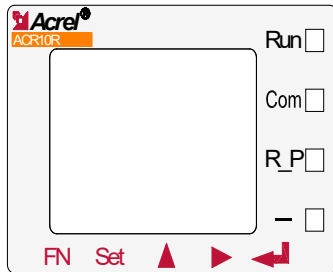 Acrel®
ACR10R
Run
Com
R_P
–
FN Set